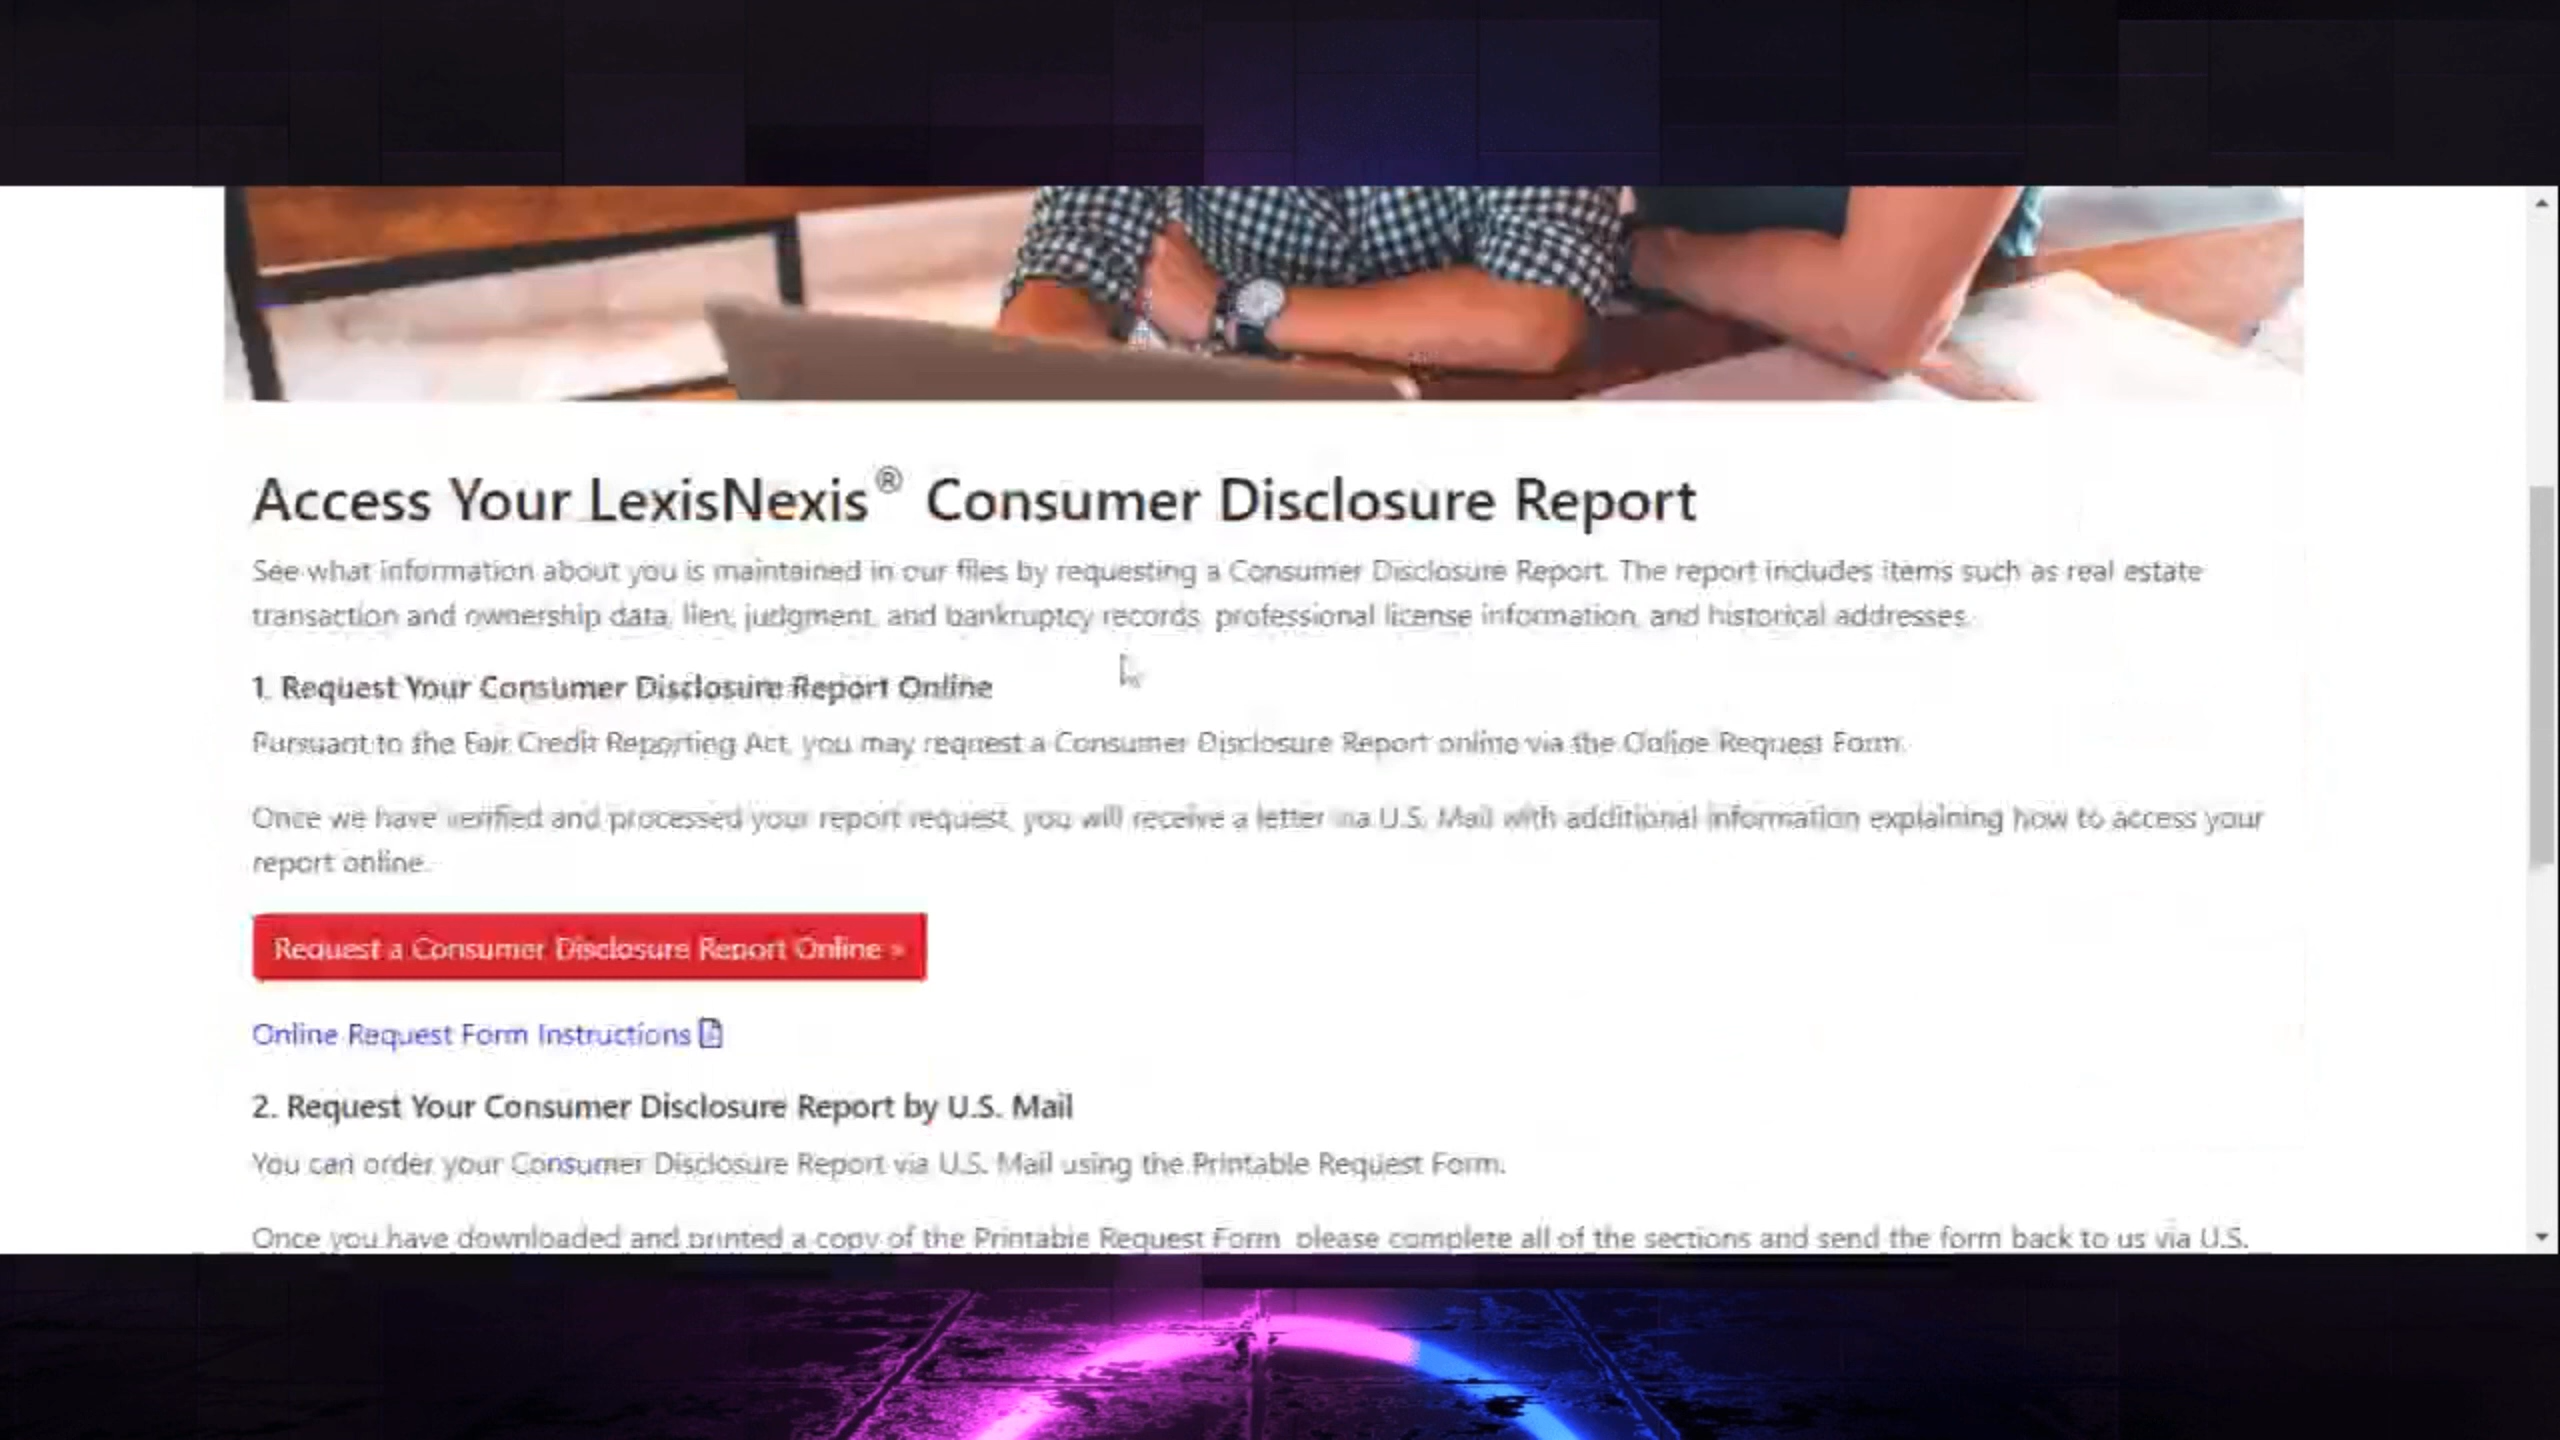 Access Your LexisNexis® Consumer Disclosure Report
See what information about you is maintained in our files by requesting a Consumer Disclosure Report. The report includes items such as real estate
transaction and ownership data, lien, judgment, and bankruptcy records, professional license information, and historical addresses.
1. Request Your Consumer Disclosure Report Online
Pursuant to the Fair Credit Reporting Act, you may request a Consumer Disclosure Report online via the Online Request Form.
Once we have verified and processed your report request, you will receive a letter via U.S. Mail with additional information explaining how to access your
report online.
Request a Consumer Disclosure Report Online »
Online Request Form Instructions
2. Request Your Consumer Disclosure Report by U.S. Mail
You can order your Consumer Disclosure Report via U.S. Mail using the Printable Request Form.
Once you have downloaded and printed a copy of the Printable Request Form, please complete all of the sections and send the form back to us via U.S.